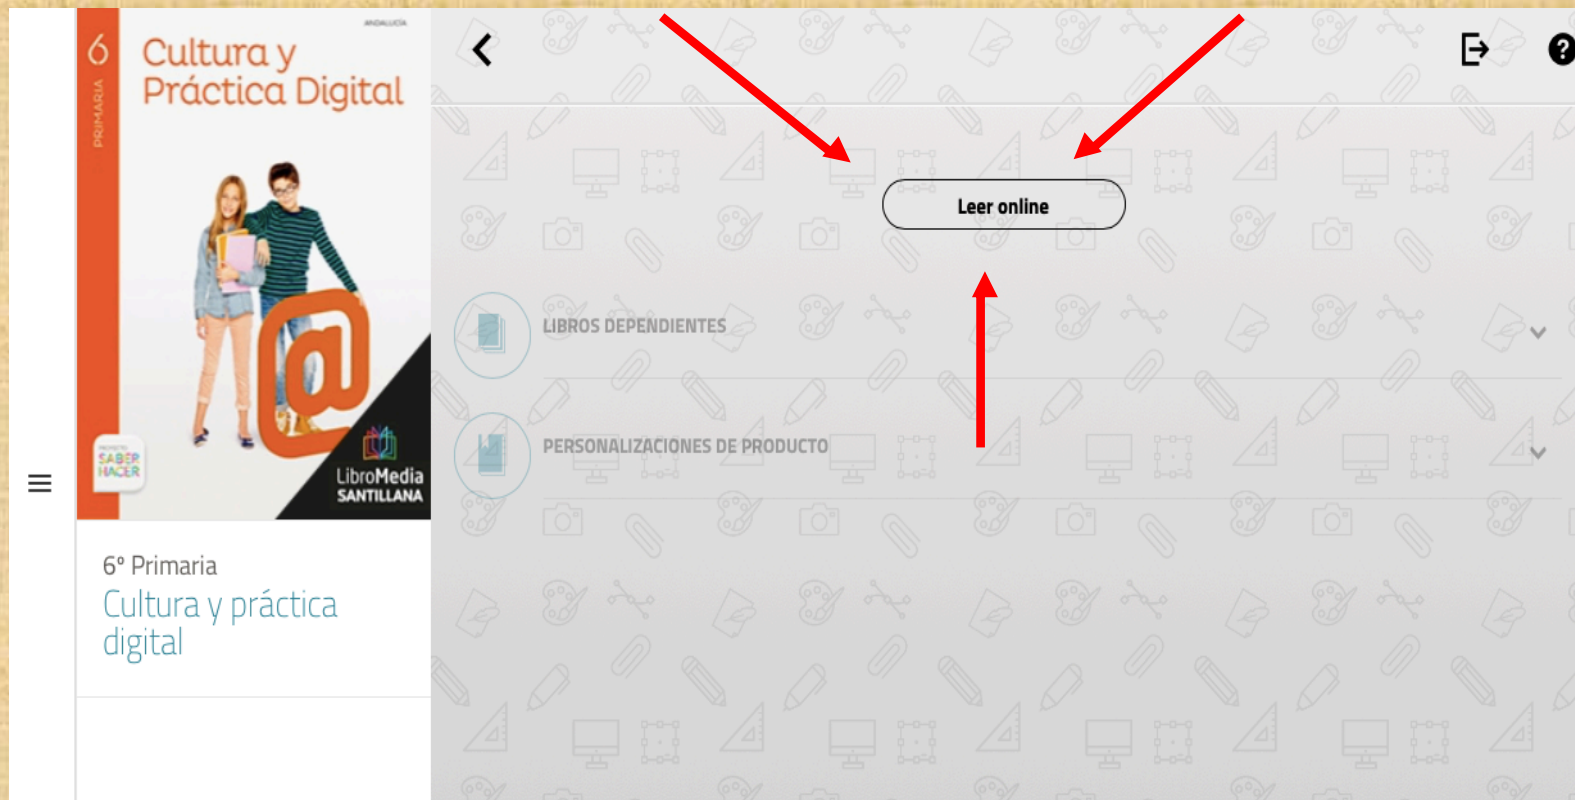 ANDALUCÍA
6
PRIMARIA
Cultura y
Práctica Digital
@
PROYECTO
SABER
HACER
LibroMedia
SANTILLANA
6º Primaria
Cultura y práctica
digital
Leer online
LIBROS DEPENDIENTES
PERSONALIZACIONES DE PRODUCTO
?